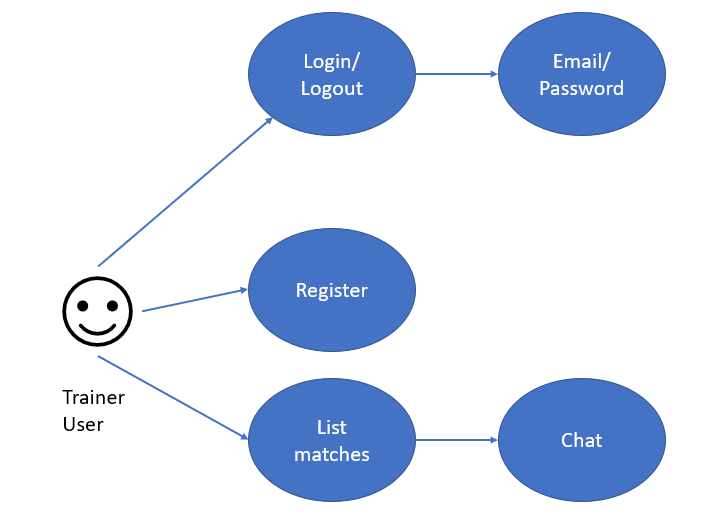 Login/
Logout
Email/
Password
Register
Trainer
User
List
matches
Chat